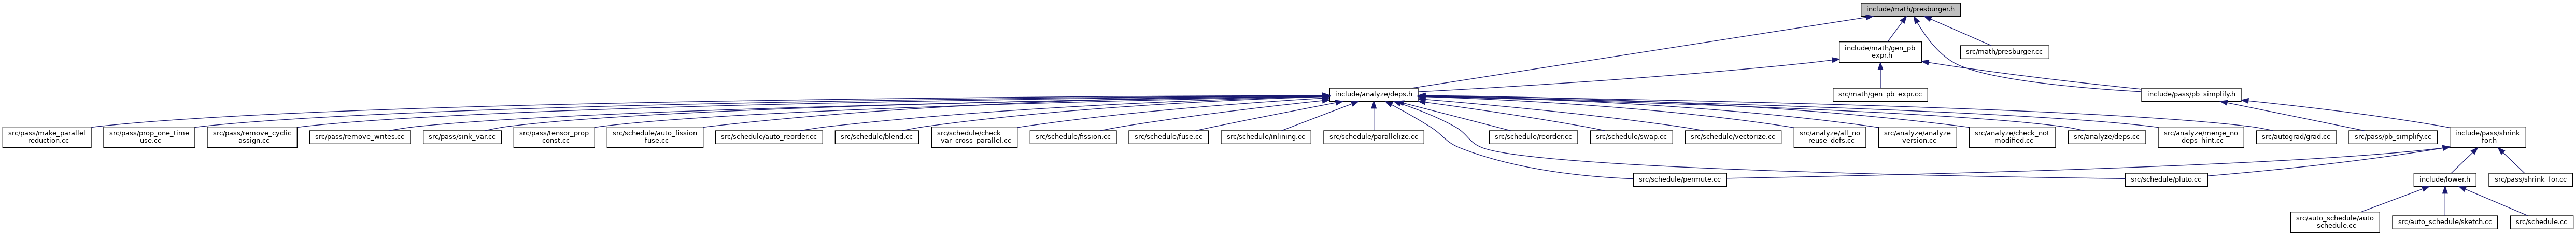 include/math/presburger.h
include/math/gen_pb
_expr.h
src/math/presburger.cc
include/analyze/deps.h
src/math/gen_pb_expr.cc
include/pass/pb_simplify.h
src/pass/make_parallel
_reduction.cc
src/pass/prop_one_time
_use.cc
src/pass/remove_cyclic
_assign.cc
src/pass/remove_writes.cc
src/pass/sink_var.cc
src/pass/tensor_prop
_const.cc
src/schedule/auto_fission
_fuse.cc
src/schedule/auto_reorder.cc
src/schedule/blend.cc
src/schedule/check
_var_cross_parallel.cc
src/schedule/fission.cc
src/schedule/fuse.cc
src/schedule/inlining.cc
src/schedule/parallelize.cc
src/schedule/reorder.cc
src/schedule/swap.cc
src/schedule/vectorize.cc
src/analyze/all_no
_reuse_defs.cc
src/analyze/analyze
_version.cc
src/analyze/check_not
_modified.cc
src/analyze/deps.cc
src/analyze/merge_no
_deps_hint.cc
src/autograd/grad.cc
src/pass/pb_simplify.cc
include/pass/shrink
_for.h
src/schedule/permute.cc
src/schedule/pluto.cc
include/lower.h
src/pass/shrink_for.cc
src/auto_schedule/auto
_schedule.cc
src/auto_schedule/sketch.cc
src/schedule.cc